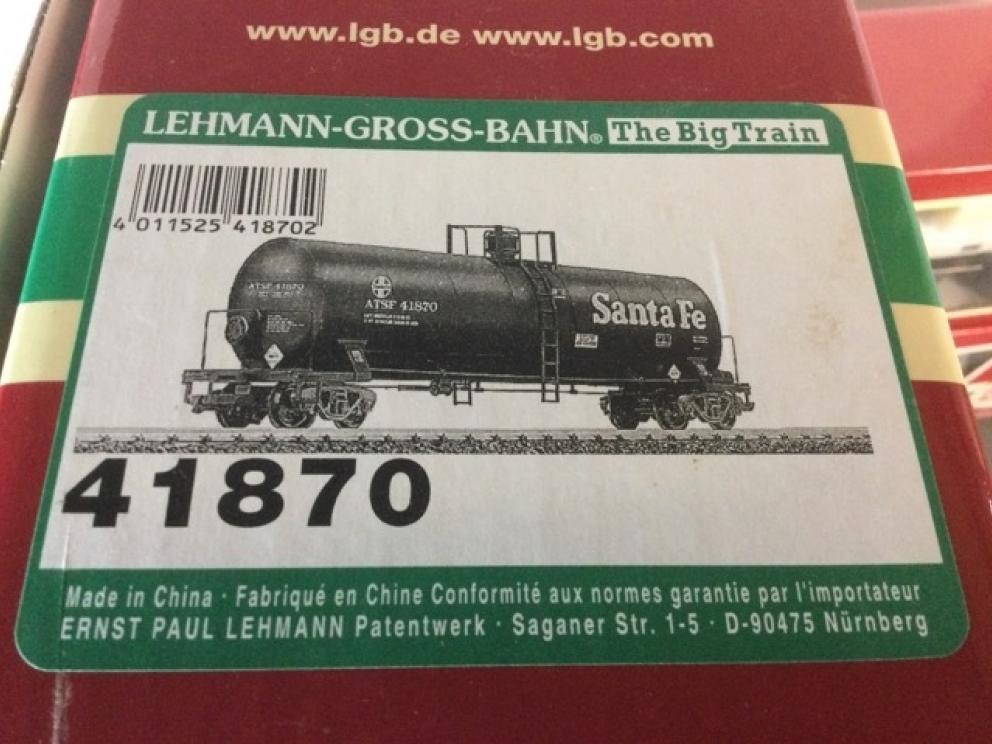 www.lgb.de www.lgb.com
LEHMANN-GROSS-BAHN® The Big Train
4 011525 418702
ATSF 41870
ATSF 41870
Santa Fe
41870
Made in China · Fabriqué en Chine Conformité aux normes garantie par l'importateur
ERNST PAUL LEHMANN Patentwerk · Saganer Str. 1-5 · D-90475 Nürnberg